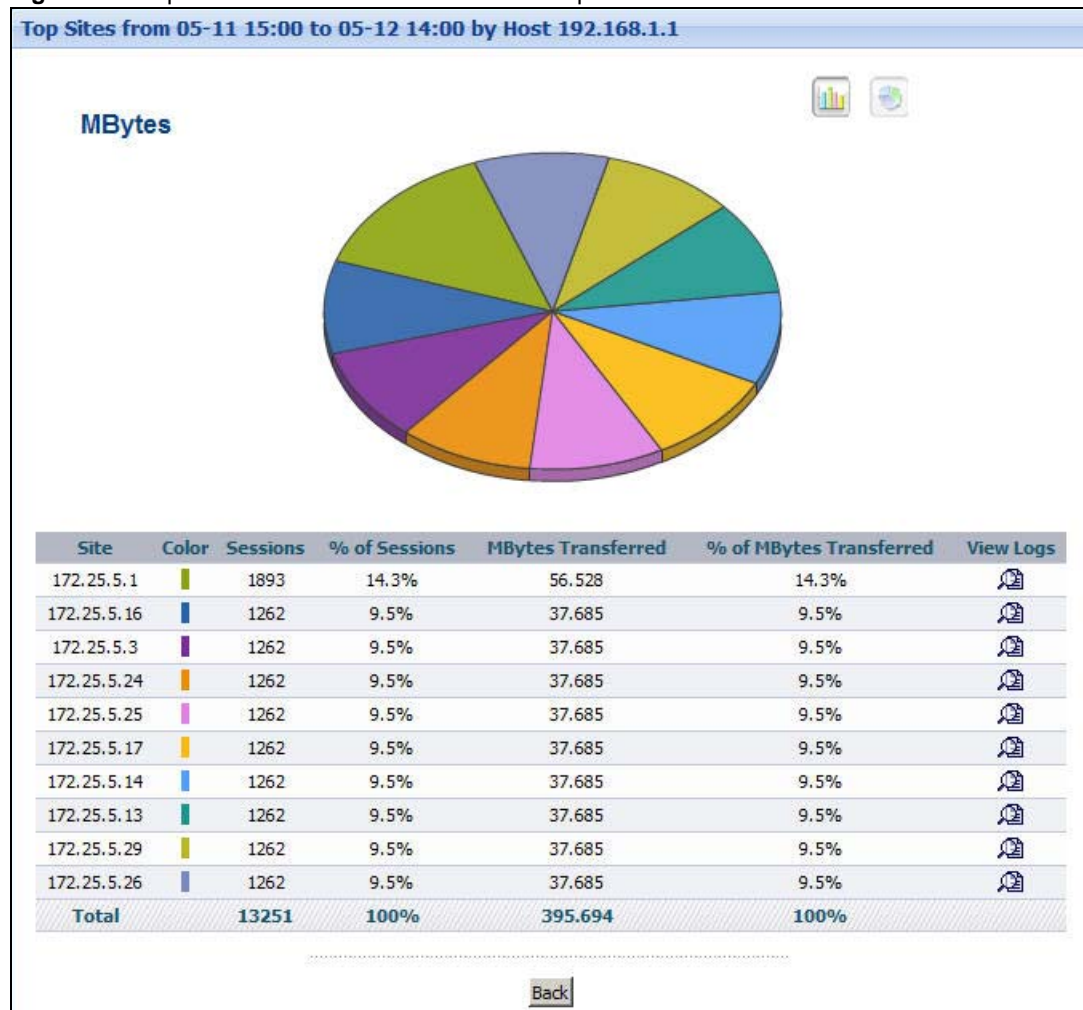 Top Sites from 05-11 15:00 to 05-12 14:00 by Host 192.168.1.1
MBytes
Site Color Sessions % of Sessions MBytes Transferred % of MBytes Transferred View Logs
172.25.5.1 1893 14.3% 56.528 14.3%
172.25.5.16 1262 9.5% 37.685 9.5%
172.25.5.3 1262 9.5% 37.685 9.5%
172.25.5.24 1262 9.5% 37.685 9.5%
172.25.5.25 1262 9.5% 37.685 9.5%
172.25.5.17 1262 9.5% 37.685 9.5%
172.25.5.14 1262 9.5% 37.685 9.5%
172.25.5.13 1262 9.5% 37.685 9.5%
172.25.5.29 1262 9.5% 37.685 9.5%
172.25.5.26 1262 9.5% 37.685 9.5%
Total 13251 100% 395.694 100%
Back